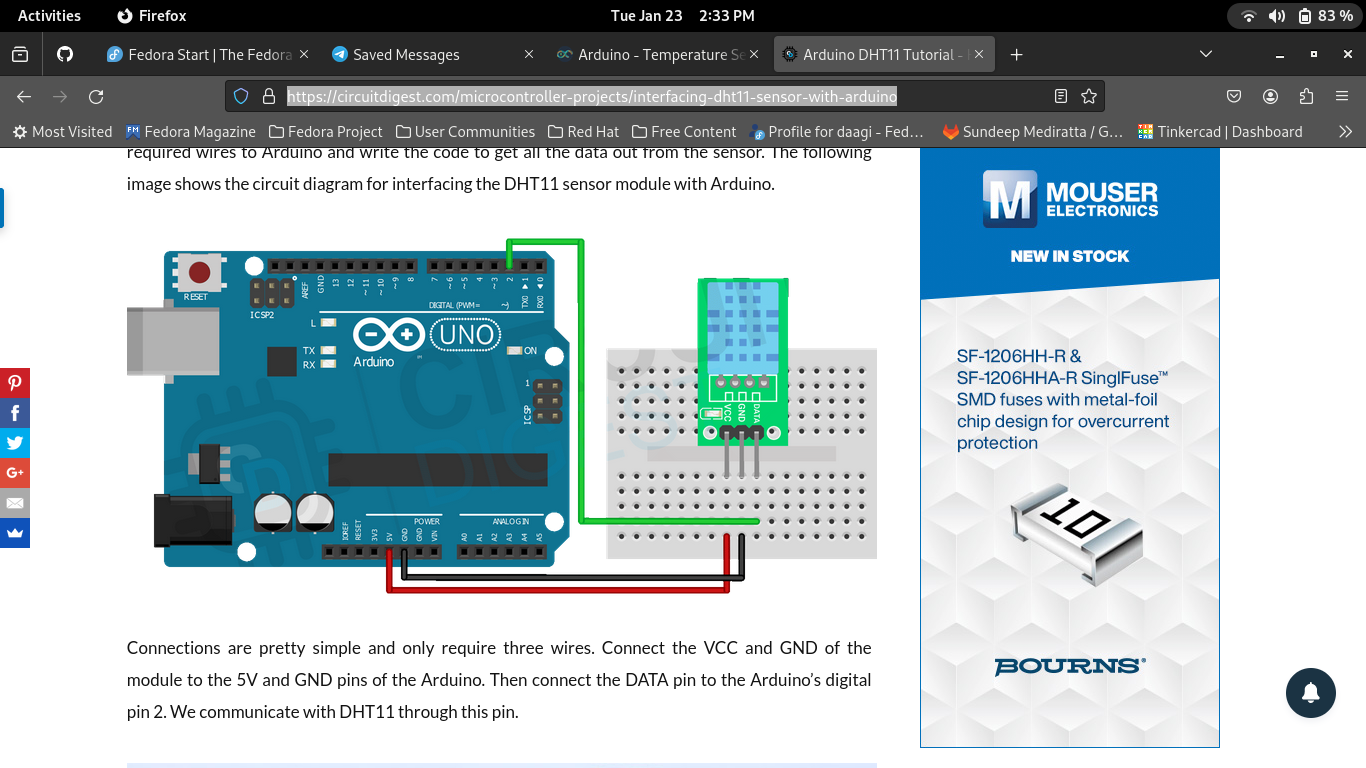 Activities
Firefox
Tue Jan 23 2:33 PM
83 %
Fedora Start | The Fedora
Saved Messages
Arduino - Temperature Se
Arduino DHT11 Tutorial -
https://circuitdigest.com/microcontroller-projects/interfacing-dht11-sensor-with-arduino
Most Visited
Fedora Magazine
Fedora Project
User Communities
Red Hat
Free Content
Profile for daagi - Fed…
Sundeep Mediratta / G…
Tinkercad | Dashboard
required wires to Arduino and write the code to get all the data out from the sensor. The following
image shows the circuit diagram for interfacing the DHT11 sensor module with Arduino.
RESET
ICSP2
AREF
GND
13
12
~11
~10
~9
8
7
~6
~5
4
~3
2
TX0 1
RX0 0
DIGITAL (PWM= ~)
L
TX
RX
Arduino
UNO
ON
1
ICSP
IOREF
RESET
3V3
5V
GND
GND
VIN
POWER
ANALOG IN
A0
A1
A2
A3
A4
A5
VCC
GND
DATA
Connections are pretty simple and only require three wires. Connect the VCC and GND of the
module to the 5V and GND pins of the Arduino. Then connect the DATA pin to the Arduino's digital
pin 2. We communicate with DHT11 through this pin.
M MOUSER
ELECTRONICS
NEW IN STOCK
SF-1206HH-R &
SF-1206HHA-R SinglFuse™
SMD fuses with metal-foil
chip design for overcurrent
protection
10
BOURNS®